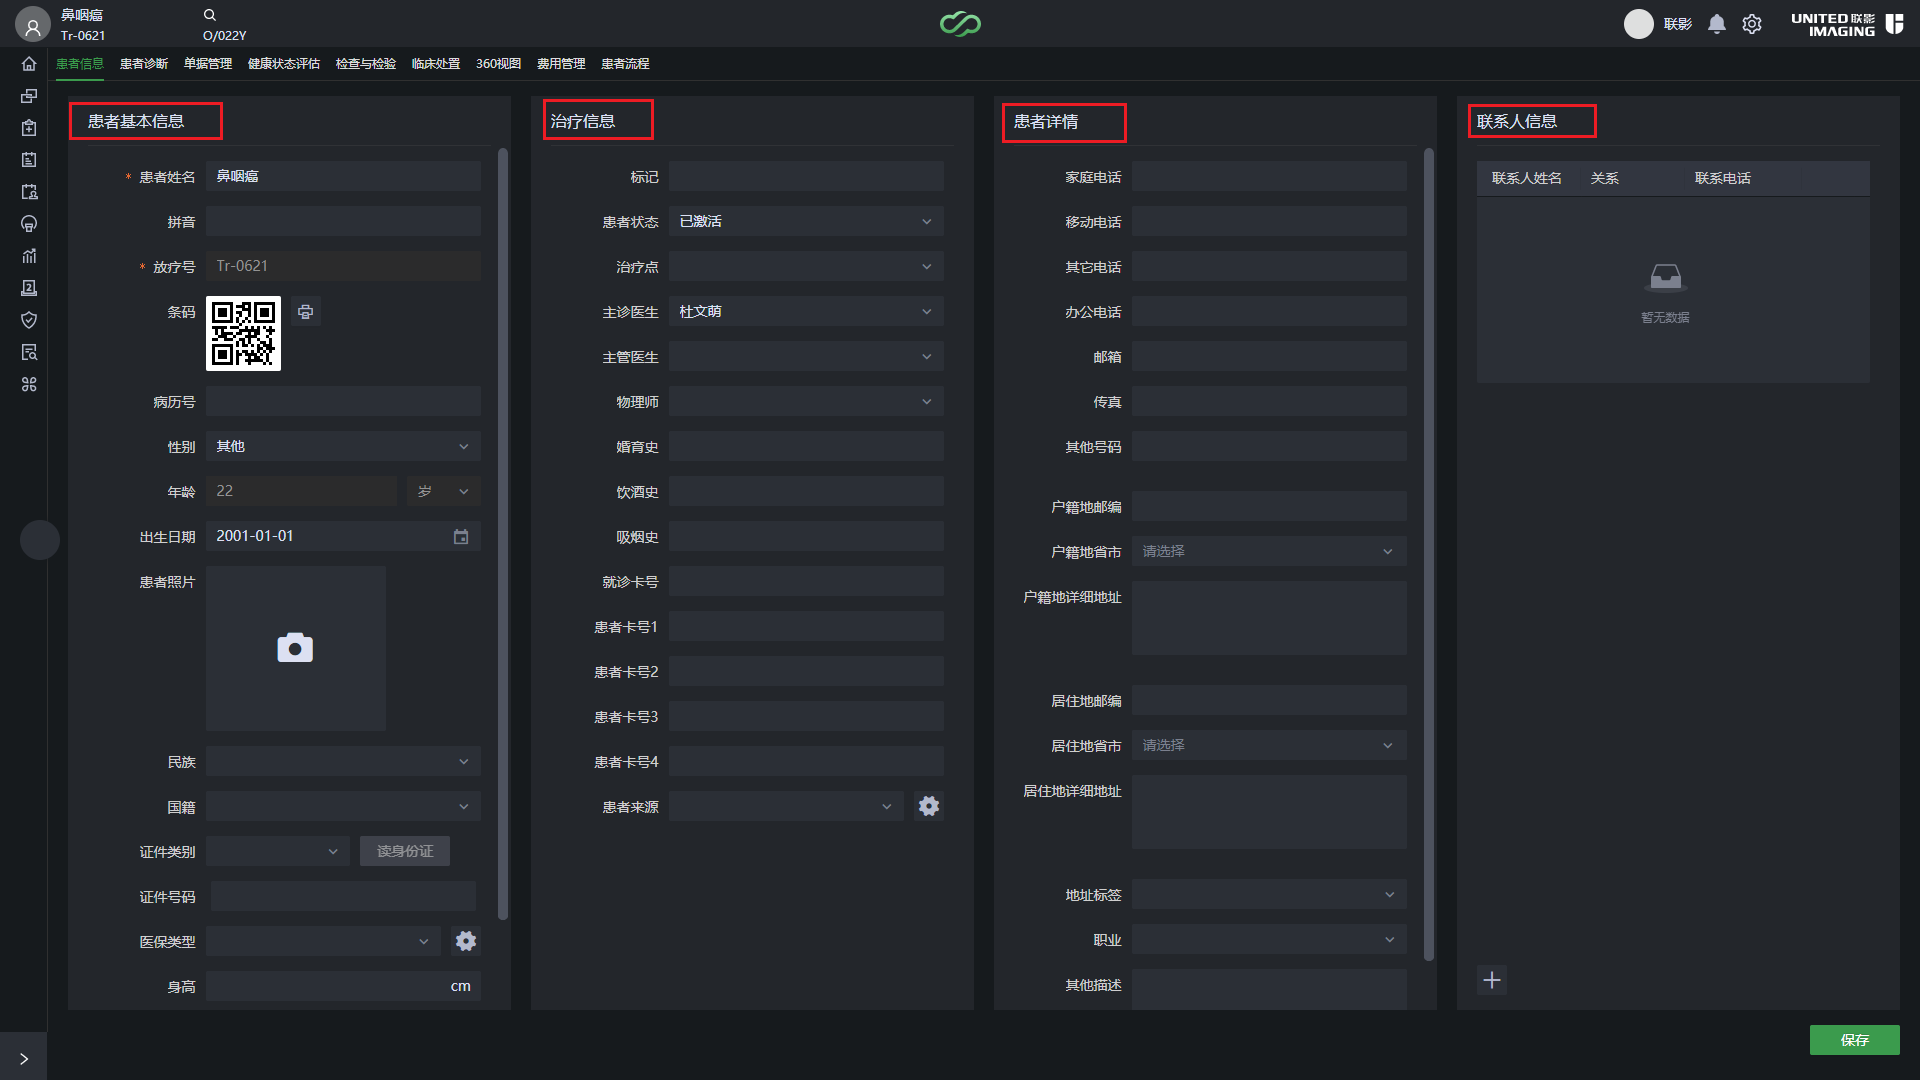 鼻咽癌
Tr-0621
O/022Y
联影
UNITED 联影
IMAGING
患者信息 患者诊断 单据管理 健康状态评估 检查与检验 临床处置 360视图 费用管理 患者流程
患者基本信息
* 患者姓名 鼻咽癌
拼音
* 放疗号 Tr-0621
条码
病历号
性别 其他
年龄 22 岁
出生日期 2001-01-01
患者照片
民族
国籍
证件类别 读身份证
证件号码
医保类型
身高 cm
治疗信息
标记
患者状态 已激活
治疗点
主诊医生 杜文萌
主管医生
物理师
婚育史
饮酒史
吸烟史
就诊卡号
患者卡号1
患者卡号2
患者卡号3
患者卡号4
患者来源
患者详情
家庭电话
移动电话
其它电话
办公电话
邮箱
传真
其他号码
户籍地邮编
户籍地省市 请选择
户籍地详细地址
居住地邮编
居住地省市 请选择
居住地详细地址
地址标签
职业
其他描述
联系人信息
联系人姓名 关系 联系电话
暂无数据
保存